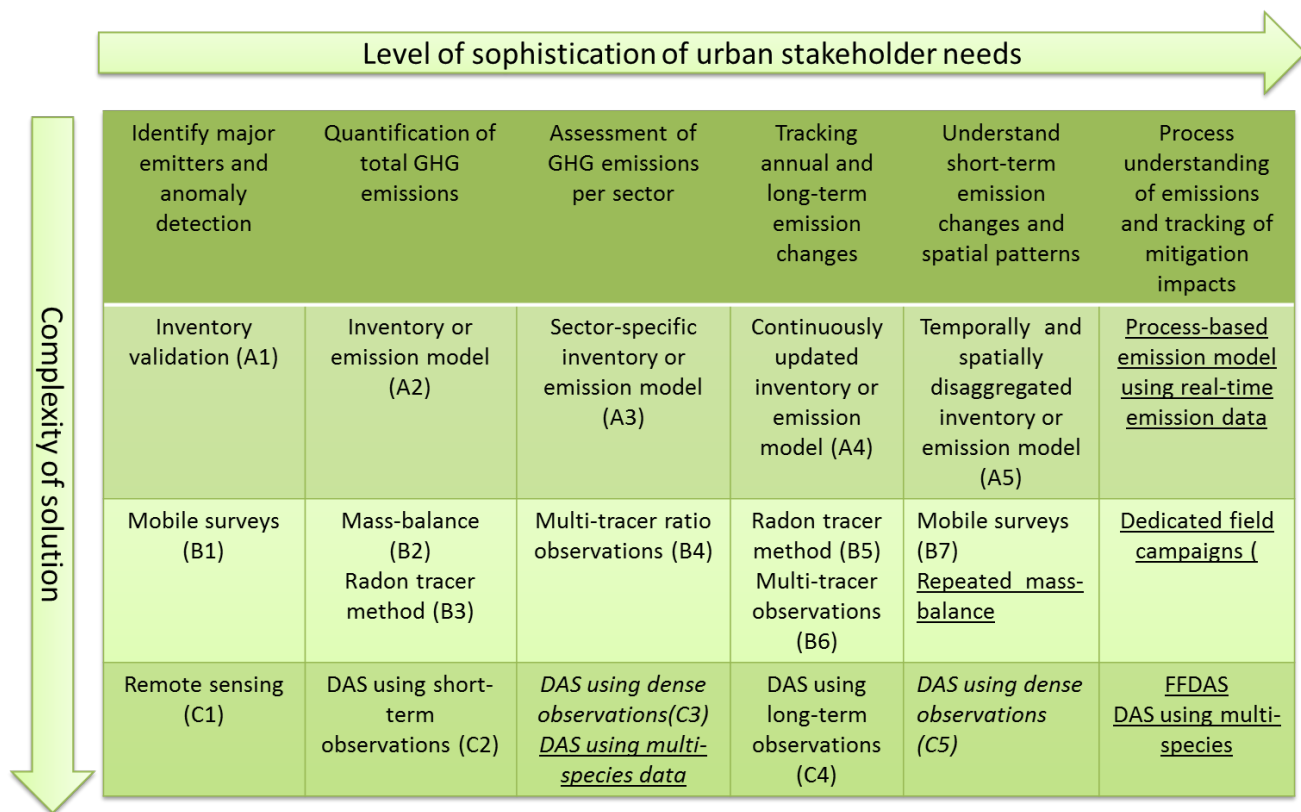 Level of sophistication of urban stakeholder needs
Complexity of solution
Identify major
emitters and
anomaly
detection
Quantification of
total GHG
emissions
Assessment of
GHG emissions
per sector
Tracking
annual and
long-term
emission
changes
Understand
short-term
emission
changes and
spatial patterns
Process
understanding
of emissions
and tracking of
mitigation
impacts
Inventory
validation (A1)
Inventory or
emission model
(A2)
Sector-specific
inventory or
emission model
(A3)
Continuously
updated
inventory or
emission
model (A4)
Temporally and
spatially
disaggregated
inventory or
emission model
(A5)
Process-based
emission model
using real-time
emission data
Mobile surveys
(B1)
Mass-balance
(B2)
Radon tracer
method (B3)
Multi-tracer ratio
observations (B4)
Radon tracer
method (B5)
Multi-tracer
observations
(B6)
Mobile surveys
(B7)
Repeated mass-
balance
Dedicated field
campaigns (
Remote sensing
(C1)
DAS using short-
term
observations (C2)
DAS using dense
observations(C3)
DAS using multi-
species data
DAS using
long-term
observations
(C4)
DAS using dense
observations
(C5)
FFDAS
DAS using multi-
species